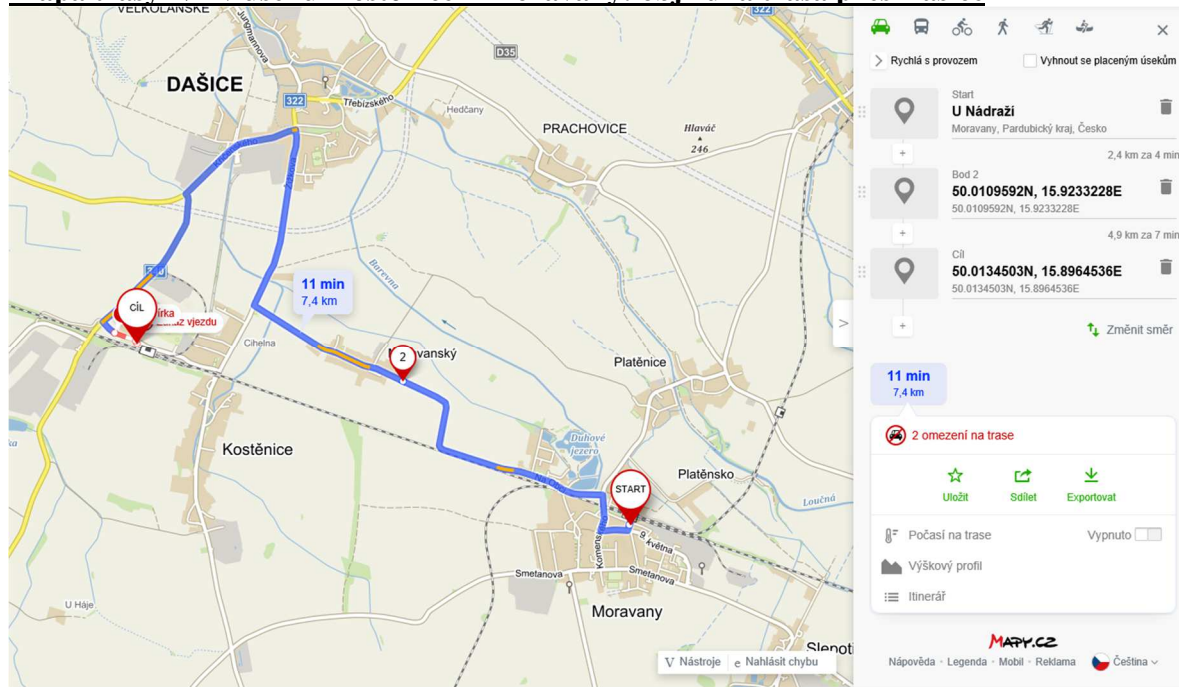 VELKOLÁNSKÉ
Jungmannova
DAŠICE
322
Třebízského
D35
322
Hedčany
PRACHOVICE
Hlaváč
246
Barevna
11 min
7,4 km
CÍL
vjezdu
Cihelna
2
Platěnice
Kostěnice
Duhové
jezero
START
Platěnsko
Loučná
Na Ohradě
Komenského
9. května
Smetanova
Smetanova
U Háje
Moravany
Slepoti
Nástroje
Nahlásit chybu
Rychlá s provozem
Vyhnout se placeným úsekům
Start
U Nádraží
Moravany, Pardubický kraj, Česko
+
2,4 km za 4 min
Bod 2
50.0109592N, 15.9233228E
50.0109592N, 15.9233228E
+
4,9 km za 7 min
Cíl
50.0134503N, 15.8964536E
50.0134503N, 15.8964536E
+
Změnit směr
11 min
7,4 km
2 omezení na trase
Uložit
Sdílet
Exportovat
Počasí na trase
Vypnuto
Výškový profil
Itinerář
MAPY.CZ
Nápověda · Legenda · Mobil · Reklama
Čeština